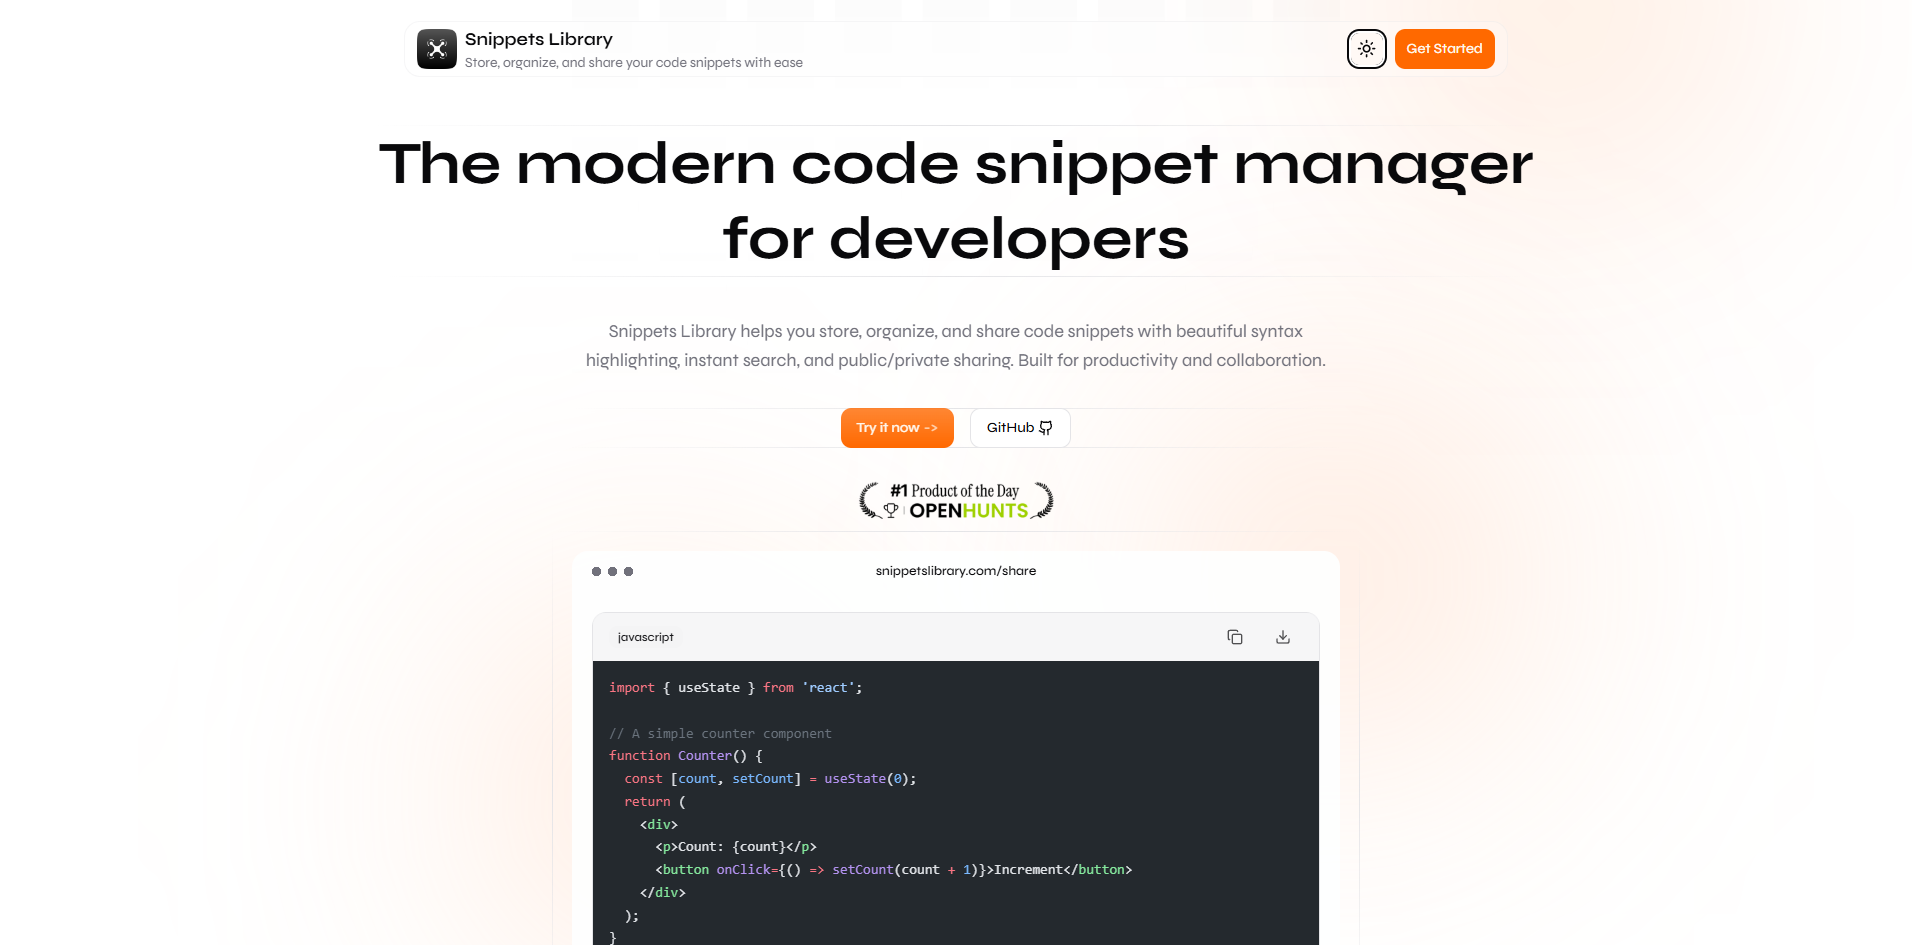 Snippets Library
Store, organize, and share your code snippets with ease
Get Started
The modern code snippet manager
for developers
Snippets Library helps you store, organize, and share code snippets with beautiful syntax
highlighting, instant search, and public/private sharing. Built for productivity and collaboration.
Try it now ->
GitHub
#1 Product of the Day
OPENHUNTS
snippetslibrary.com/share
javascript
import { useState } from 'react';
// A simple counter component
function Counter() {
  const [count, setCount] = useState(0);
  return (
    <div>
      <p>Count: {count}</p>
      <button onClick={() => setCount(count + 1)}>Increment</button>
    </div>
  );
}